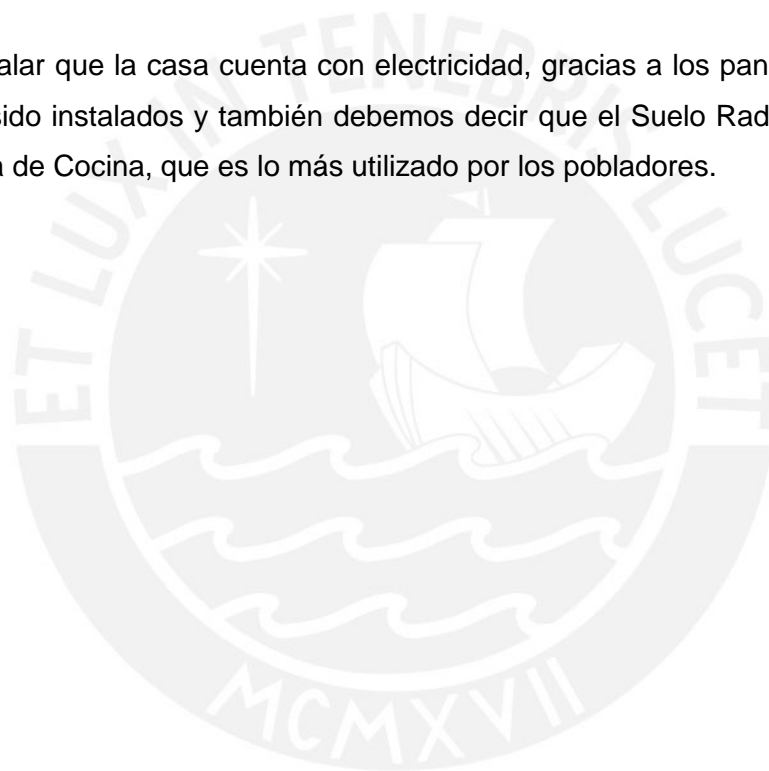 alar que la casa cuenta con electricidad, gracias a los pan
sido instalados y también debemos decir que el Suelo Rad
a de Cocina, que es lo más utilizado por los pobladores.
ET LUX IN TENEBRIS LUCET
MCMXVII